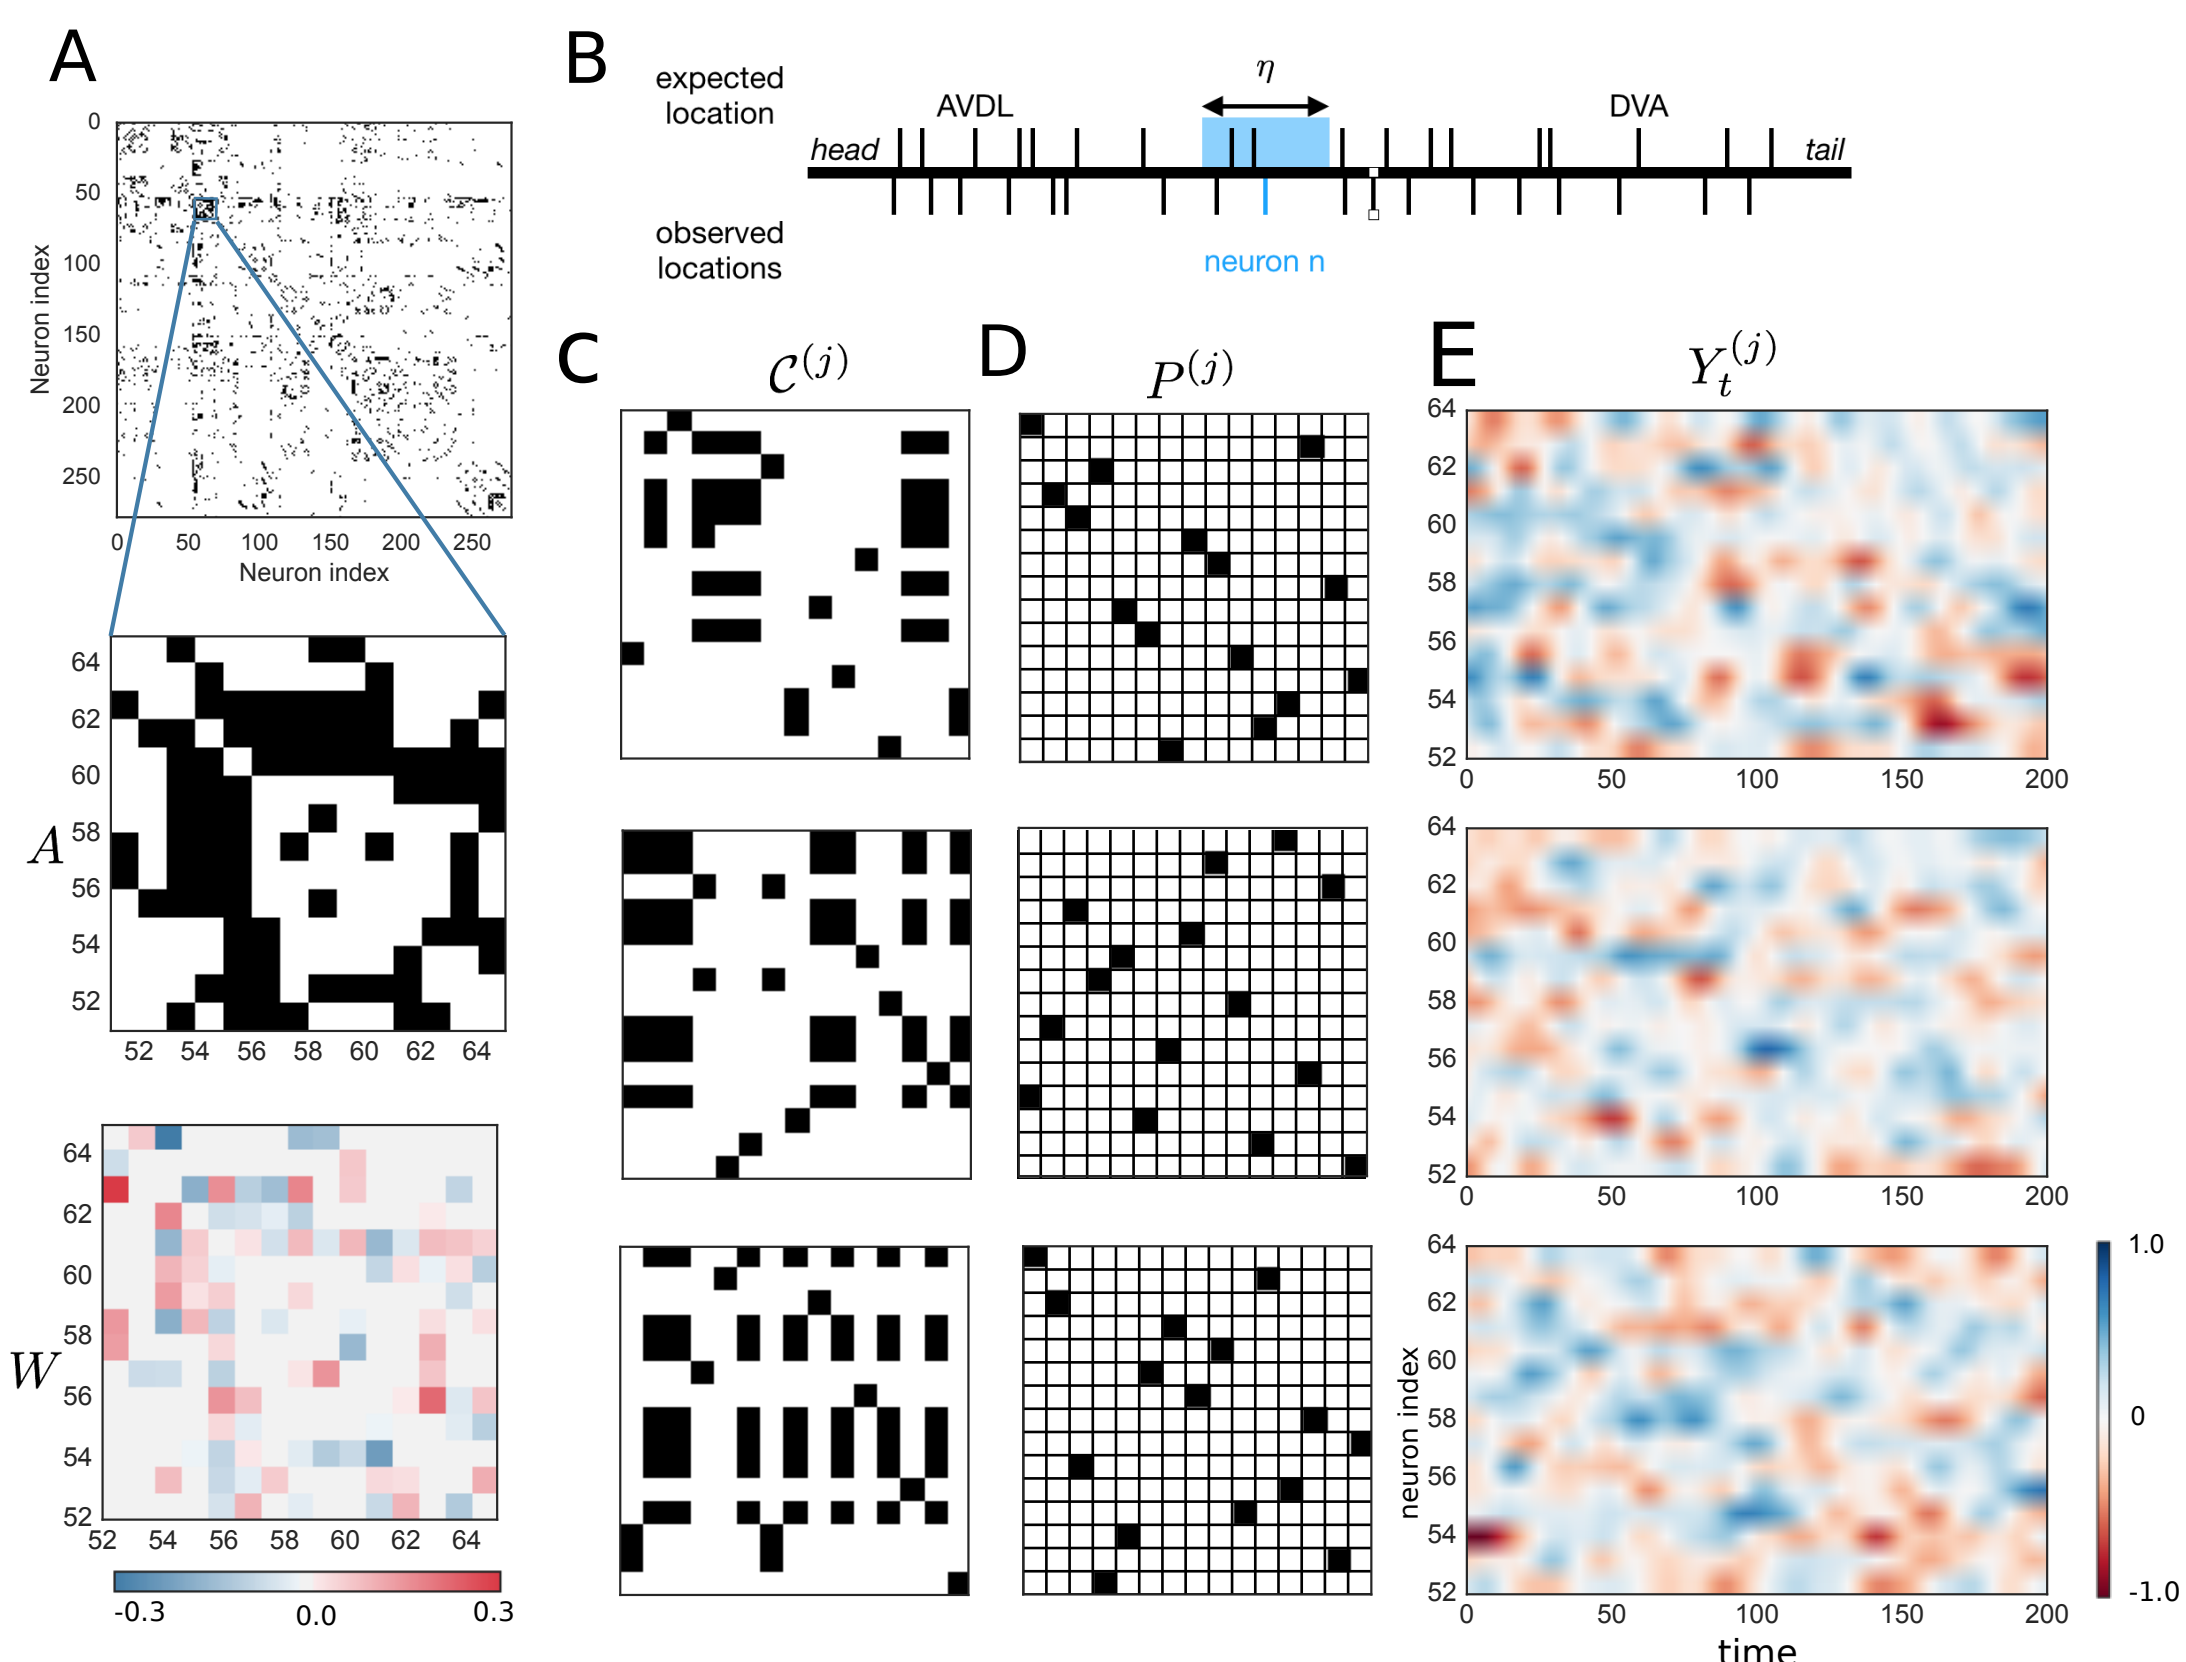 A
0
50
100
150
200
250
Neuron index
0 50 100 150 200 250
Neuron index
A
64
62
60
58
56
54
52
52 54 56 58 60 62 64
W
64
62
60
58
56
54
52
52 54 56 58 60 62 64
-0.3 0.0 0.3
B
expected
location
η
AVDL
DVA
head
tail
observed
locations
neuron n
C
𝒞^(j)
D
P^(j)
E
Y_t^(j)
64
62
60
58
56
54
52
0 50 100 150 200
64
62
60
58
56
54
52
0 50 100 150 200
neuron index
64
62
60
58
56
54
52
0 50 100 150 200
time
1.0
0
-1.0